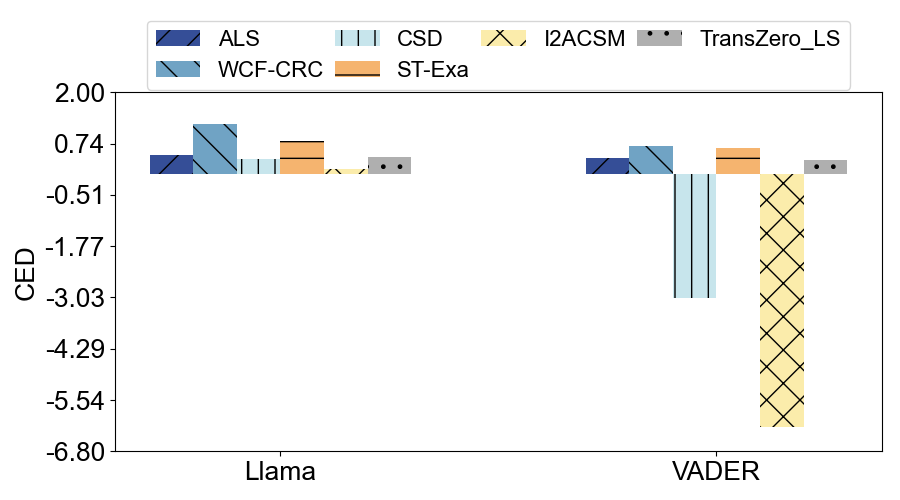 ALS CSD I2ACSM TransZero_LS
WCF-CRC ST-Exa
2.00
0.74
-0.51
-1.77
-3.03
-4.29
-5.54
-6.80
CED
Llama VADER